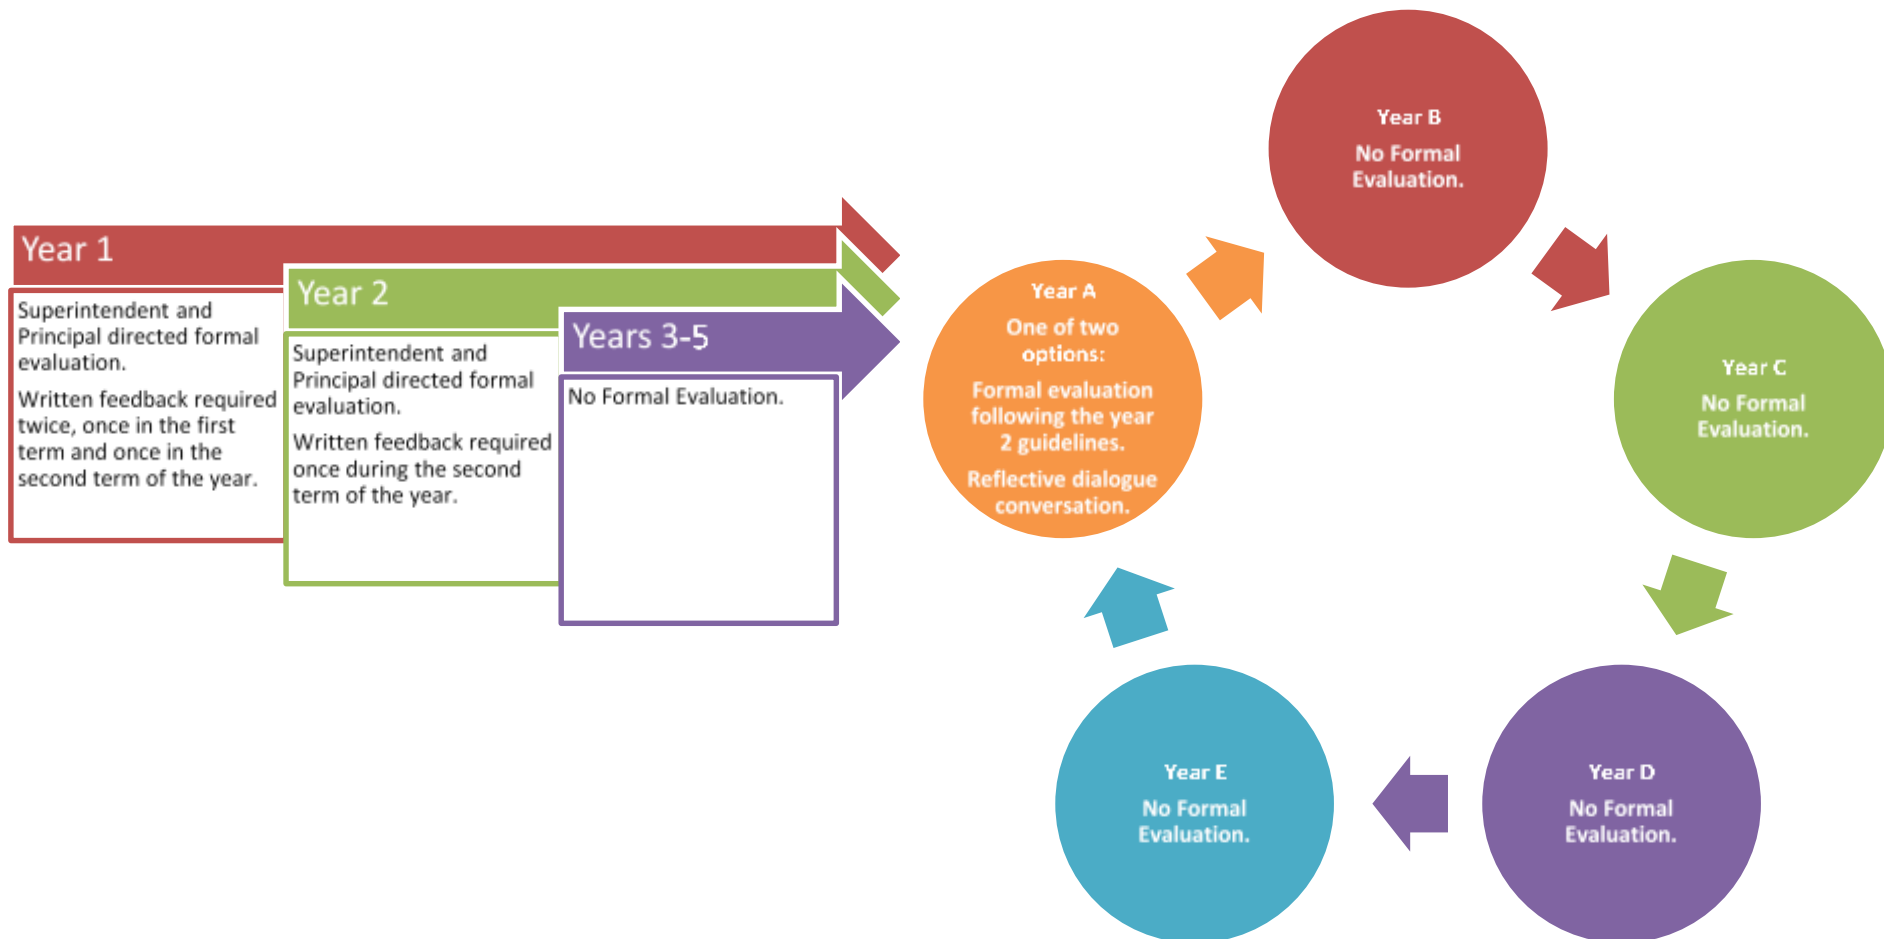 Year 1
Superintendent and
Principal directed formal
evaluation.
Written feedback required
twice, once in the first
term and once in the
second term of the year.
Year 2
Superintendent and
Principal directed formal
evaluation.
Written feedback required
once during the second
term of the year.
Years 3-5
No Formal Evaluation.
Year A
One of two
options:
Formal evaluation
following the year
2 guidelines.
Reflective dialogue
conversation.
Year B
No Formal
Evaluation.
Year C
No Formal
Evaluation.
Year D
No Formal
Evaluation.
Year E
No Formal
Evaluation.